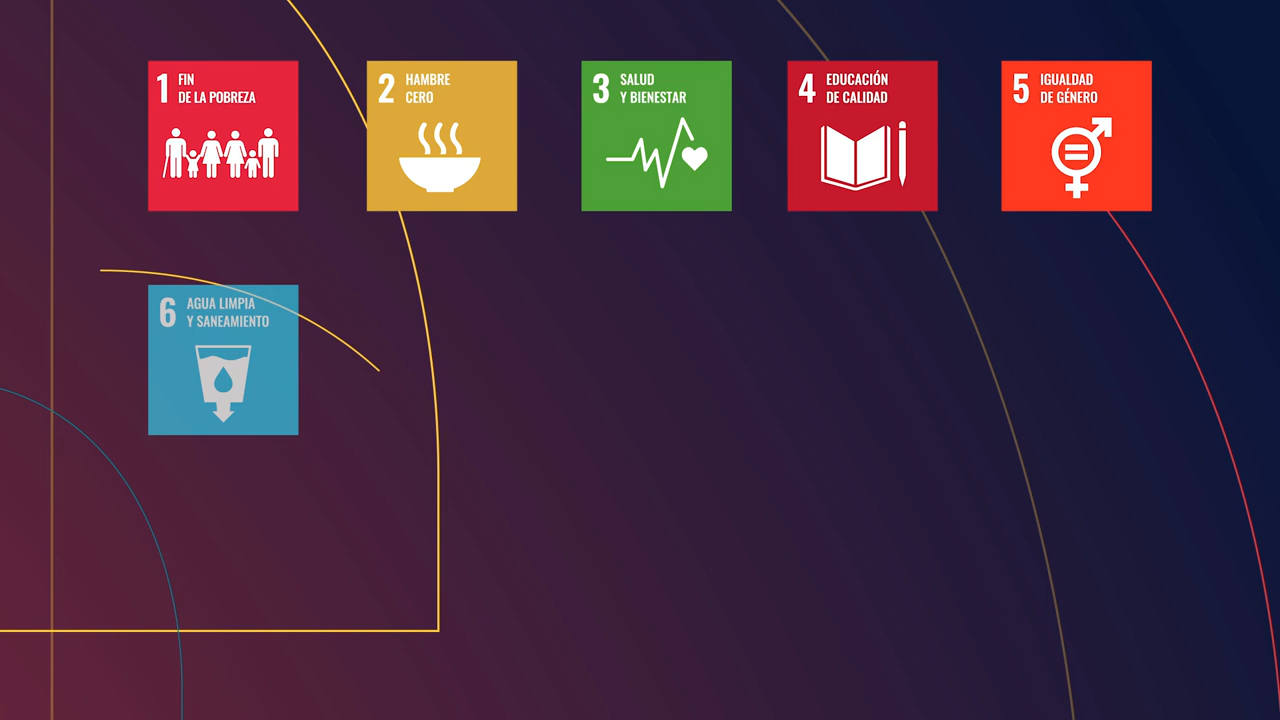 1 FIN
DE LA POBREZA
2 HAMBRE
CERO
3 SALUD
Y BIENESTAR
4 EDUCACIÓN
DE CALIDAD
5 IGUALDAD
DE GÉNERO
6 AGUA LIMPIA
Y SANEAMIENTO